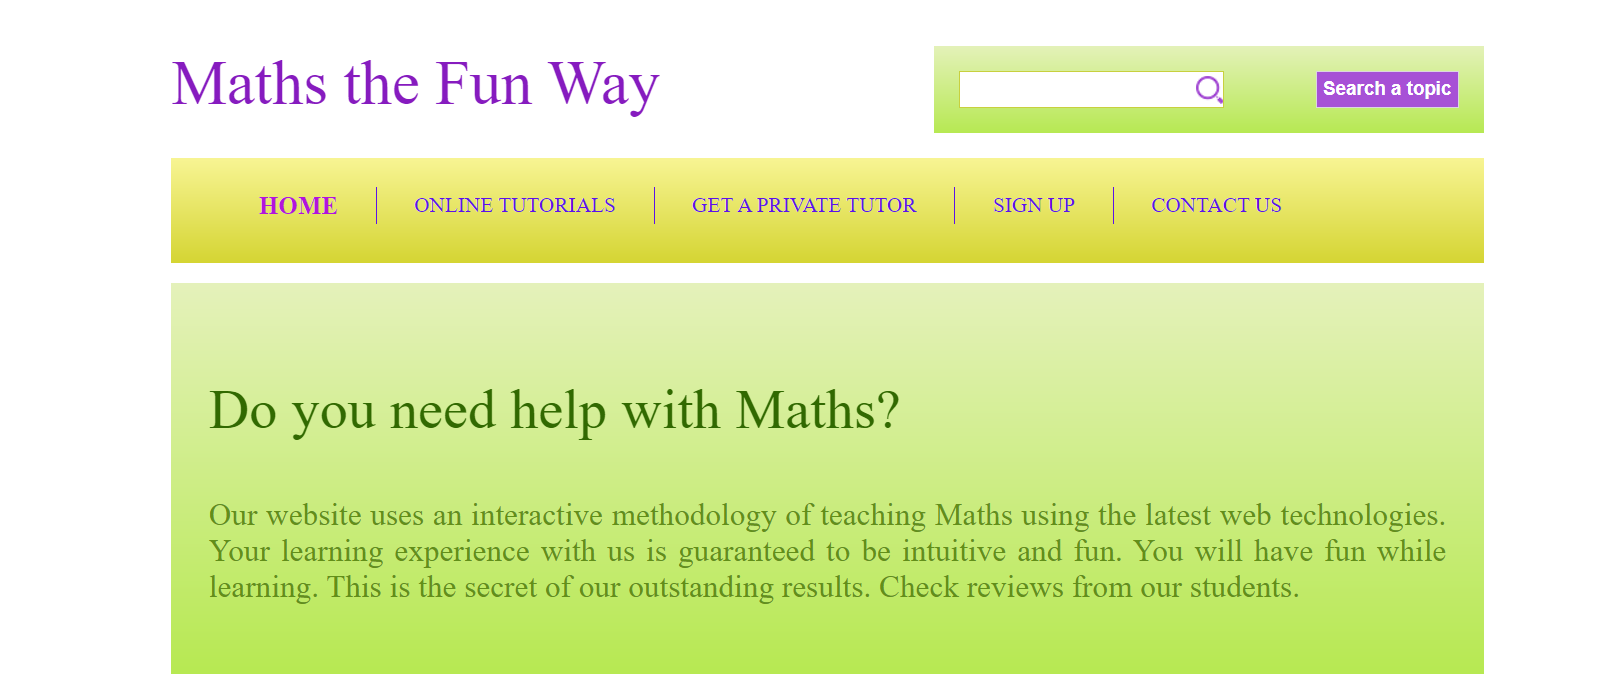 Maths the Fun Way
Search a topic
HOME
ONLINE TUTORIALS
GET A PRIVATE TUTOR
SIGN UP
CONTACT US
Do you need help with Maths?
Our website uses an interactive methodology of teaching Maths using the latest web technologies.
Your learning experience with us is guaranteed to be intuitive and fun. You will have fun while
learning. This is the secret of our outstanding results. Check reviews from our students.